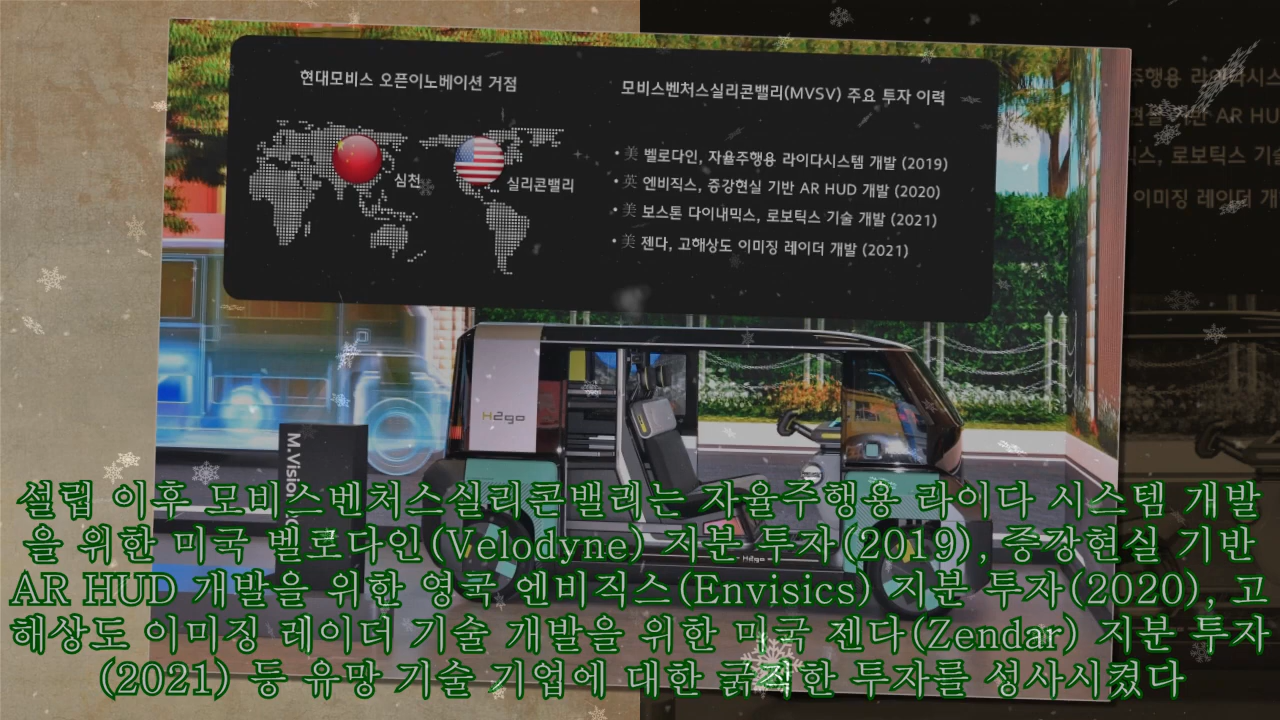 현대모비스 오픈이노베이션 거점
모비스벤처스실리콘밸리(MVSV) 주요 투자 이력
심천
실리콘밸리
• 美 벨로다인, 자율주행용 라이다시스템 개발 (2019)
• 英 엔비직스, 증강현실 기반 AR HUD 개발 (2020)
• 美 보스톤 다이내믹스, 로보틱스 기술 개발 (2021)
• 美 젠다, 고해상도 이미징 레이더 개발 (2021)
H2go
M.Vision
H2go
설립 이후 모비스벤처스실리콘밸리는 자율주행용 라이다 시스템 개발
을 위한 미국 벨로다인(Velodyne) 지분 투자(2019), 증강현실 기반
AR HUD 개발을 위한 영국 엔비직스(Envisics) 지분 투자(2020), 고
해상도 이미징 레이더 기술 개발을 위한 미국 젠다(Zendar) 지분 투자
(2021) 등 유망 기술 기업에 대한 굵직한 투자를 성사시켰다